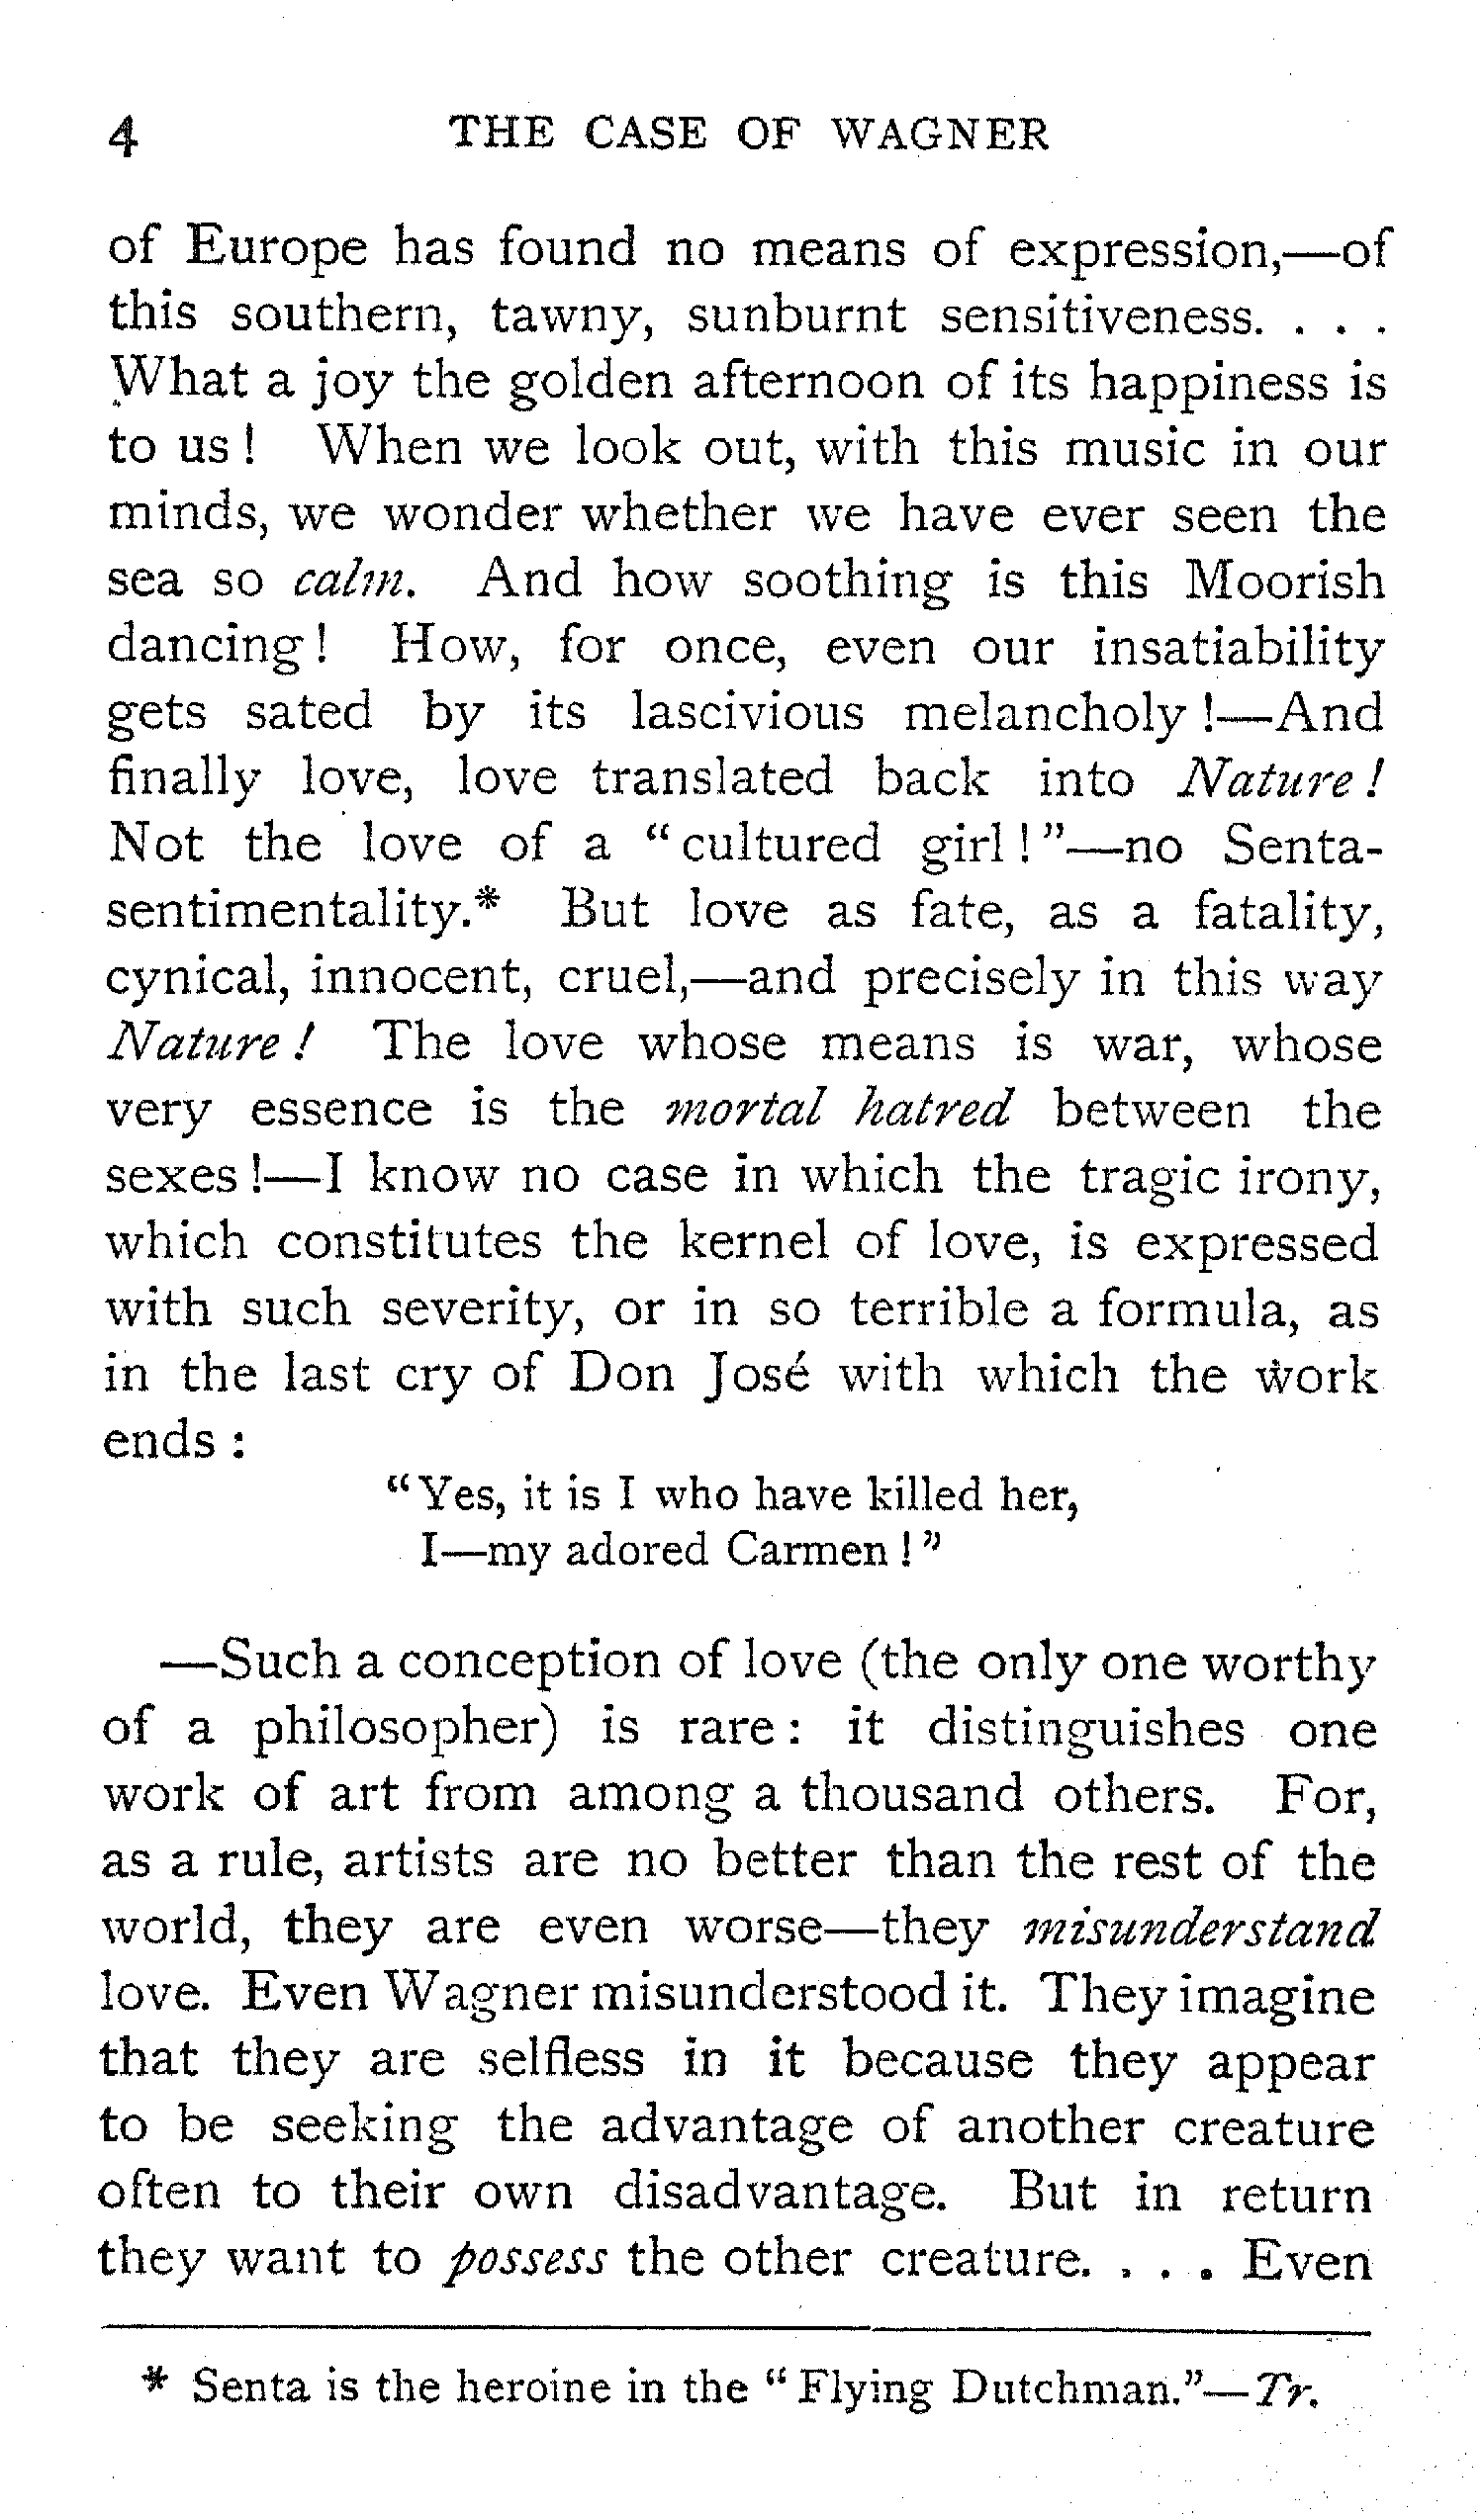 4 THE CASE OF WAGNER
of Europe has found no means of expression,—of
this southern, tawny, sunburnt sensitiveness. . . .
What a joy the golden afternoon of its happiness is
to us! When we look out, with this music in our
minds, we wonder whether we have ever seen the
sea so calm. And how soothing is this Moorish
dancing! How, for once, even our insatiability
gets sated by its lascivious melancholy!—And
finally love, love translated back into Nature!
Not the love of a “cultured girl!”—no Senta-
sentimentality.* But love as fate, as a fatality,
cynical, innocent, cruel,—and precisely in this way
Nature! The love whose means is war, whose
very essence is the mortal hatred between the
sexes!—I know no case in which the tragic irony,
which constitutes the kernel of love, is expressed
with such severity, or in so terrible a formula, as
in the last cry of Don José with which the work
ends:
“Yes, it is I who have killed her,
I—my adored Carmen!”
—Such a conception of love (the only one worthy
of a philosopher) is rare: it distinguishes one
work of art from among a thousand others. For,
as a rule, artists are no better than the rest of the
world, they are even worse—they misunderstand
love. Even Wagner misunderstood it. They imagine
that they are selfless in it because they appear
to be seeking the advantage of another creature
often to their own disadvantage. But in return
they want to possess the other creature. . . . Even
* Senta is the heroine in the “Flying Dutchman.”—Tr.